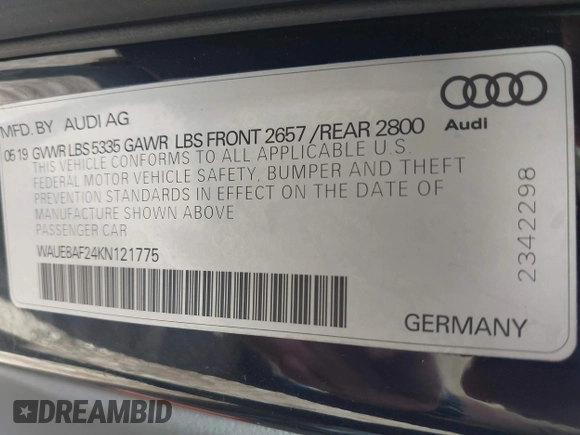 MFD. BY AUDI AG
05 19 GVWR LBS 5335 GAWR LBS FRONT 2657 /REAR 2800
THIS VEHICLE CONFORMS TO ALL APPLICABLE U.S.
FEDERAL MOTOR VEHICLE SAFETY, BUMPER AND THEFT
PREVENTION STANDARDS IN EFFECT ON THE DATE OF
MANUFACTURE SHOWN ABOVE
PASSENGER CAR
WAUE8AF24KN121775
Audi
2342298
GERMANY
DREAMBID